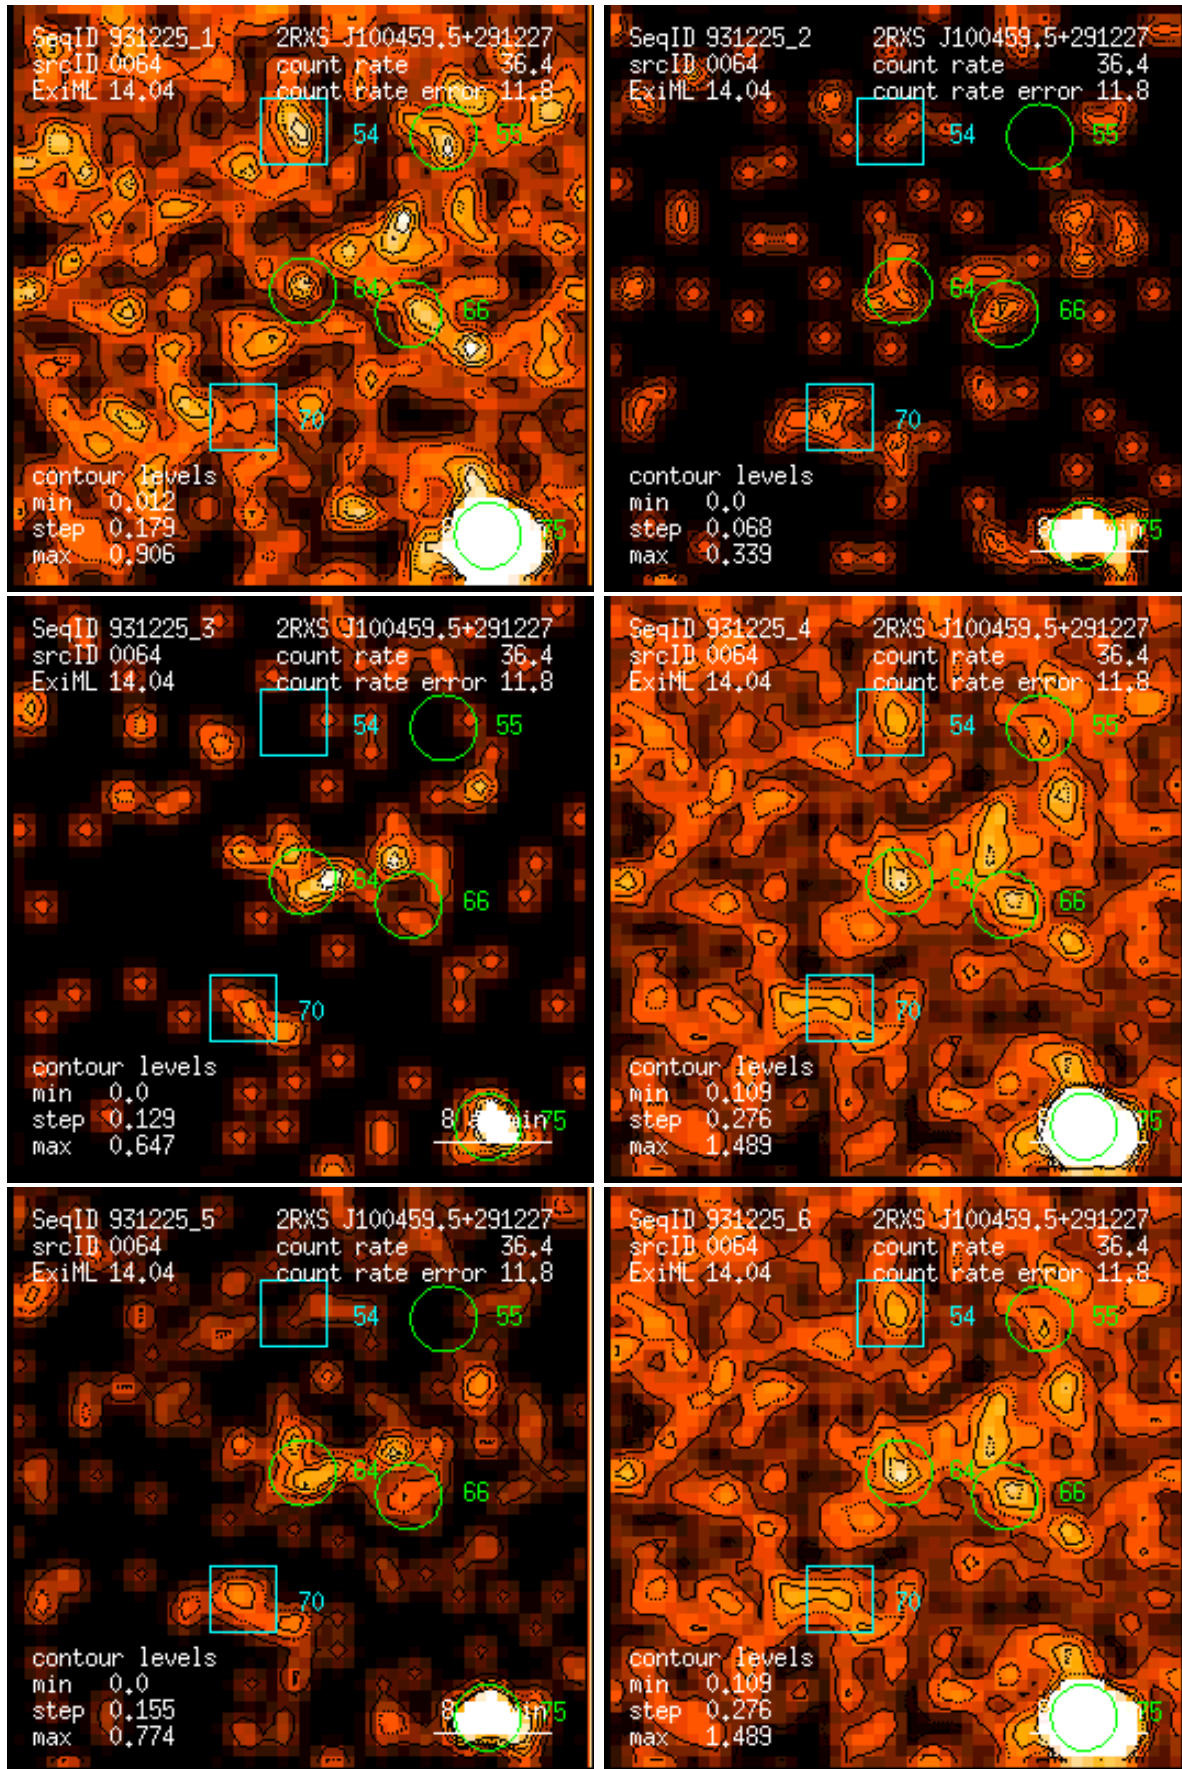 SeqID 931225_1 2RXS J100459.5+291227
srcID 0064 count rate 36.4
ExiML 14.04 count rate error 11.8
54 55
64
66
70
contour levels
min 0.012
step 0.179 75
max 0.906
SeqID 931225_2 2RXS J100459.5+291227
srcID 0064 count rate 36.4
ExiML 14.04 count rate error 11.8
54 55
64
66
70
contour levels
min 0.0
step 0.068 75
max 0.339
SeqID 931225_3 2RXS J100459.5+291227
srcID 0064 count rate 36.4
ExiML 14.04 count rate error 11.8
54 55
64
66
70
contour levels
min 0.0
step 0.129 75
max 0.647
SeqID 931225_4 2RXS J100459.5+291227
srcID 0064 count rate 36.4
ExiML 14.04 count rate error 11.8
54 55
64
66
70
contour levels
min 0.109
step 0.276 75
max 1.489
SeqID 931225_5 2RXS J100459.5+291227
srcID 0064 count rate 36.4
ExiML 14.04 count rate error 11.8
54 55
64
66
70
contour levels
min 0.0
step 0.155 75
max 0.774
SeqID 931225_6 2RXS J100459.5+291227
srcID 0064 count rate 36.4
ExiML 14.04 count rate error 11.8
54 55
64
66
70
contour levels
min 0.109
step 0.276 75
max 1.489